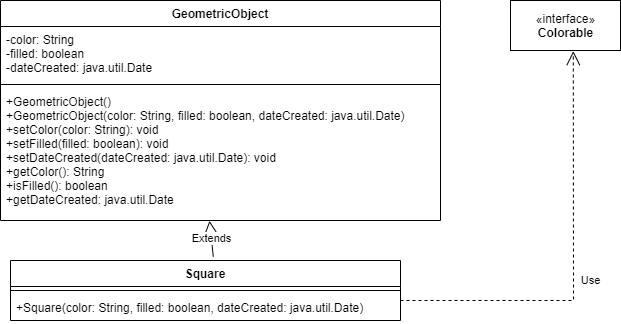 GeometricObject
-color: String
-filled: boolean
-dateCreated: java.util.Date
+GeometricObject()
+GeometricObject(color: String, filled: boolean, dateCreated: java.util.Date)
+setColor(color: String): void
+setFilled(filled: boolean): void
+setDateCreated(dateCreated: java.util.Date): void
+getColor(): String
+isFilled(): boolean
+getDateCreated: java.util.Date
«interface»
Colorable
Extends
Square
+Square(color: String, filled: boolean, dateCreated: java.util.Date)
Use